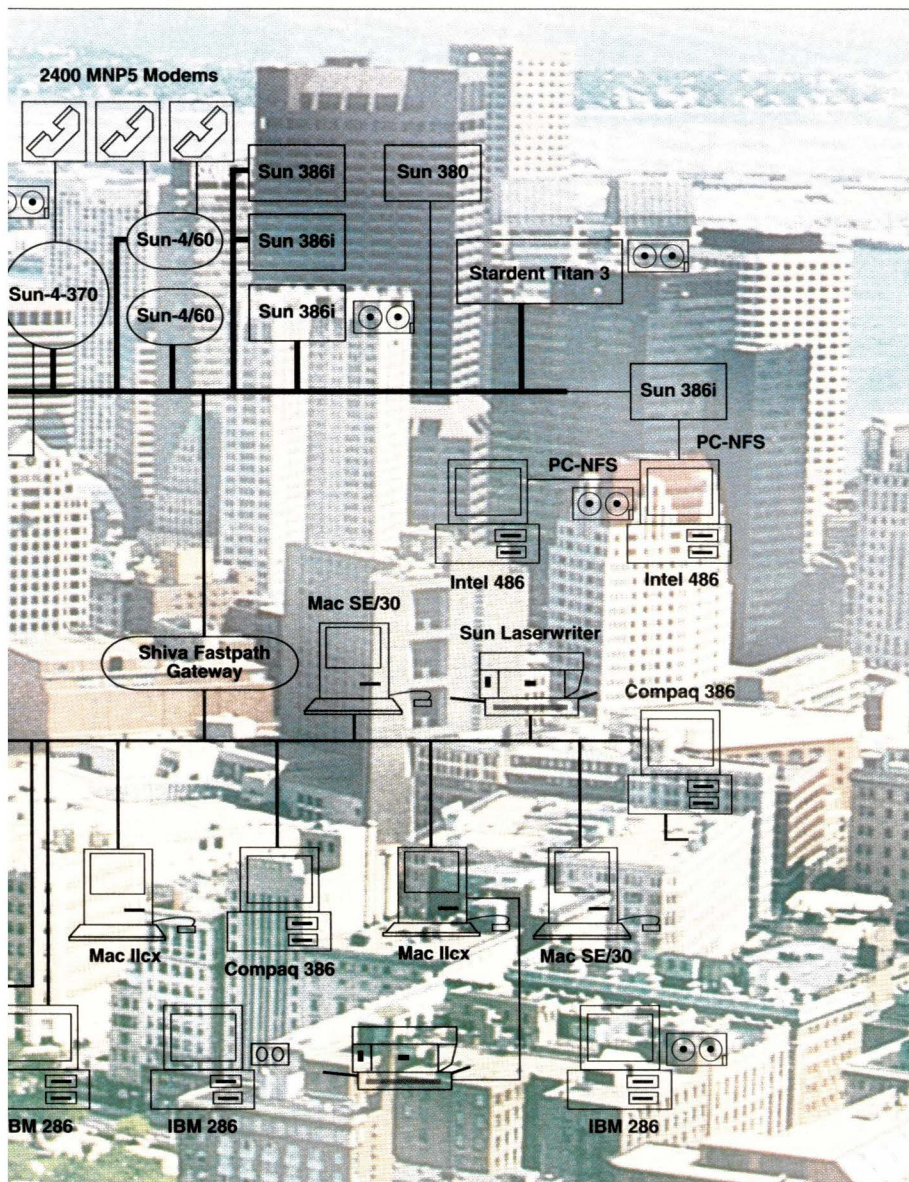 2400 MNP5 Modems
Sun 386i
Sun 380
Sun-4/60
Sun 386i
Stardent Titan 3
Sun-4-370
Sun-4/60
Sun 386i
Sun 386i
PC-NFS
PC-NFS
Intel 486
Intel 486
Mac SE/30
Sun Laserwriter
Shiva Fastpath
Gateway
Compaq 386
Mac IIcx
Compaq 386
Mac IIcx
Mac SE/30
BM 286
IBM 286
IBM 286